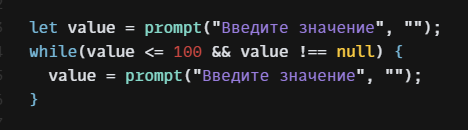 let value = prompt("Введите значение", "");
while(value <= 100 && value !== null) {
value = prompt("Введите значение", "");
}